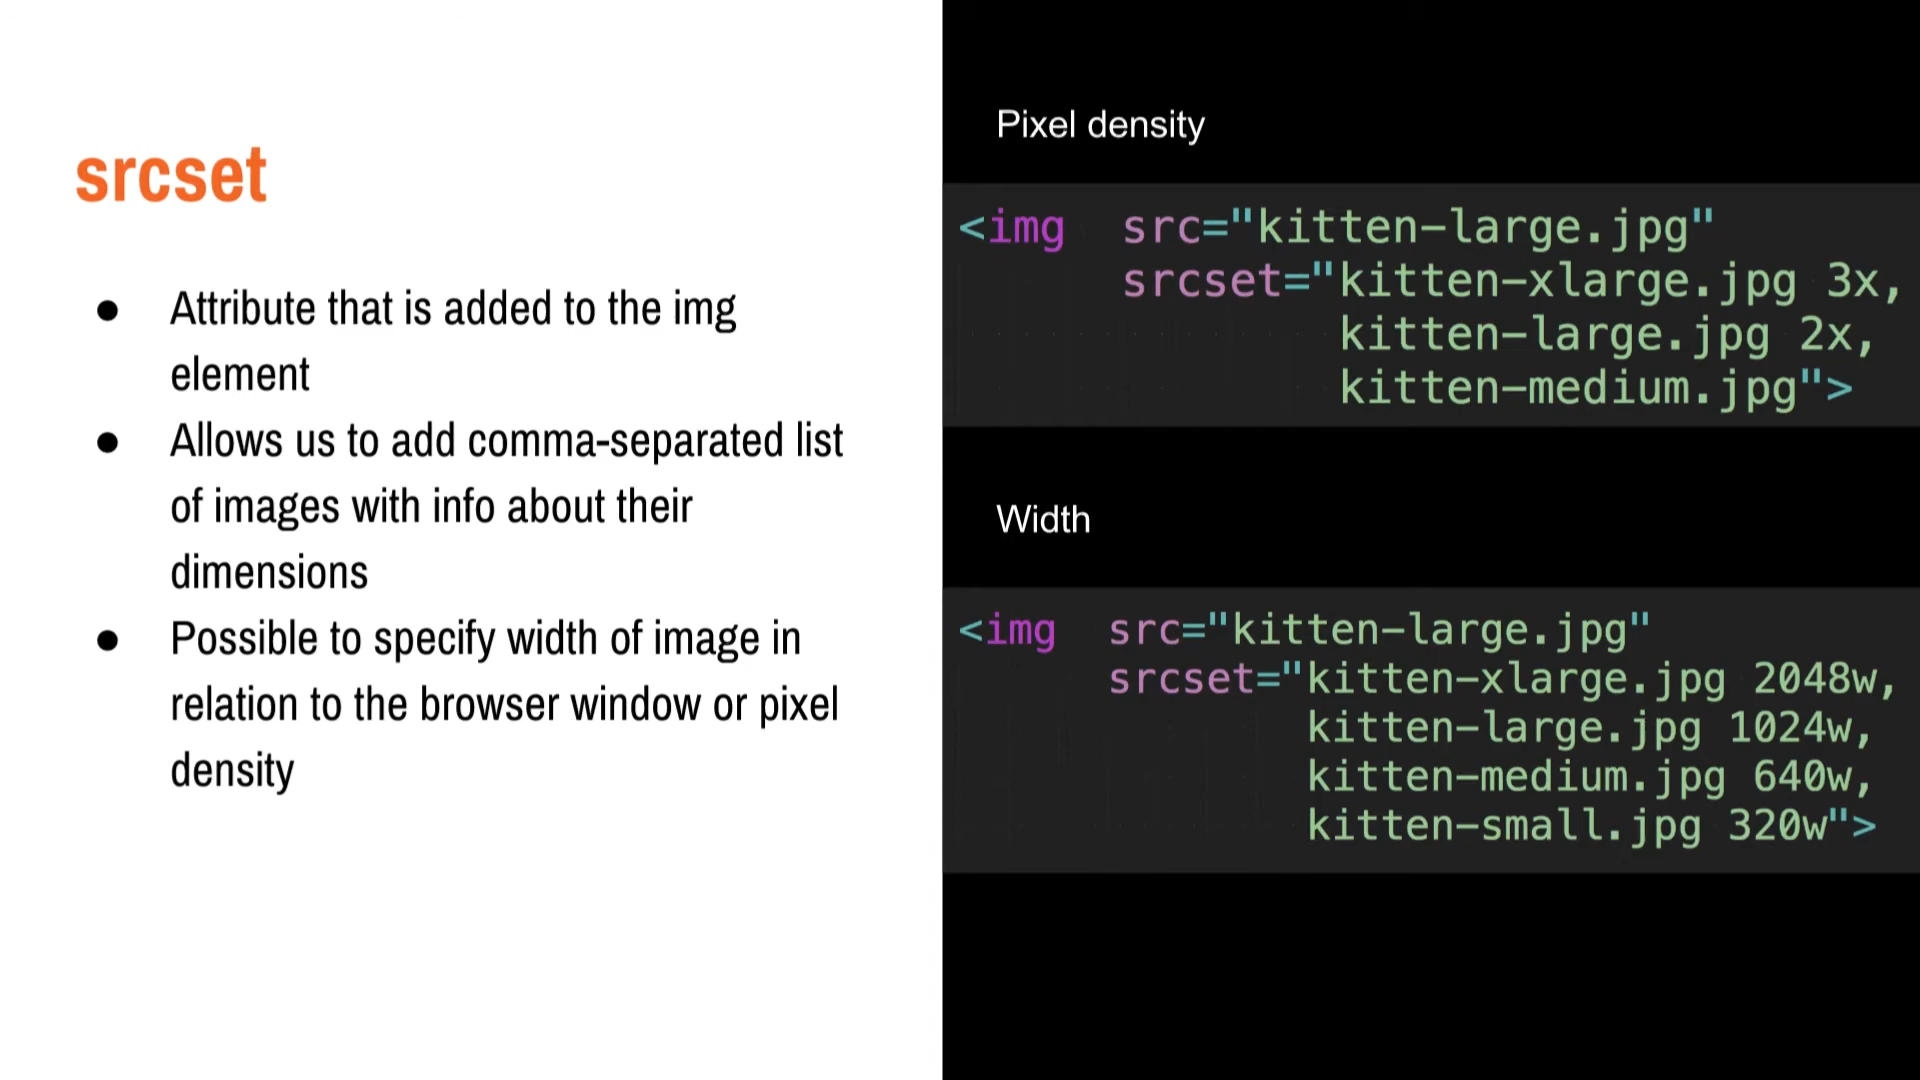 srcset
● Attribute that is added to the img
element
● Allows us to add comma-separated list
of images with info about their
dimensions
● Possible to specify width of image in
relation to the browser window or pixel
density
Pixel density
<img  src="kitten-large.jpg"
srcset="kitten-xlarge.jpg 3x,
kitten-large.jpg 2x,
kitten-medium.jpg">
Width
<img  src="kitten-large.jpg"
srcset="kitten-xlarge.jpg 2048w,
kitten-large.jpg 1024w,
kitten-medium.jpg 640w,
kitten-small.jpg 320w">